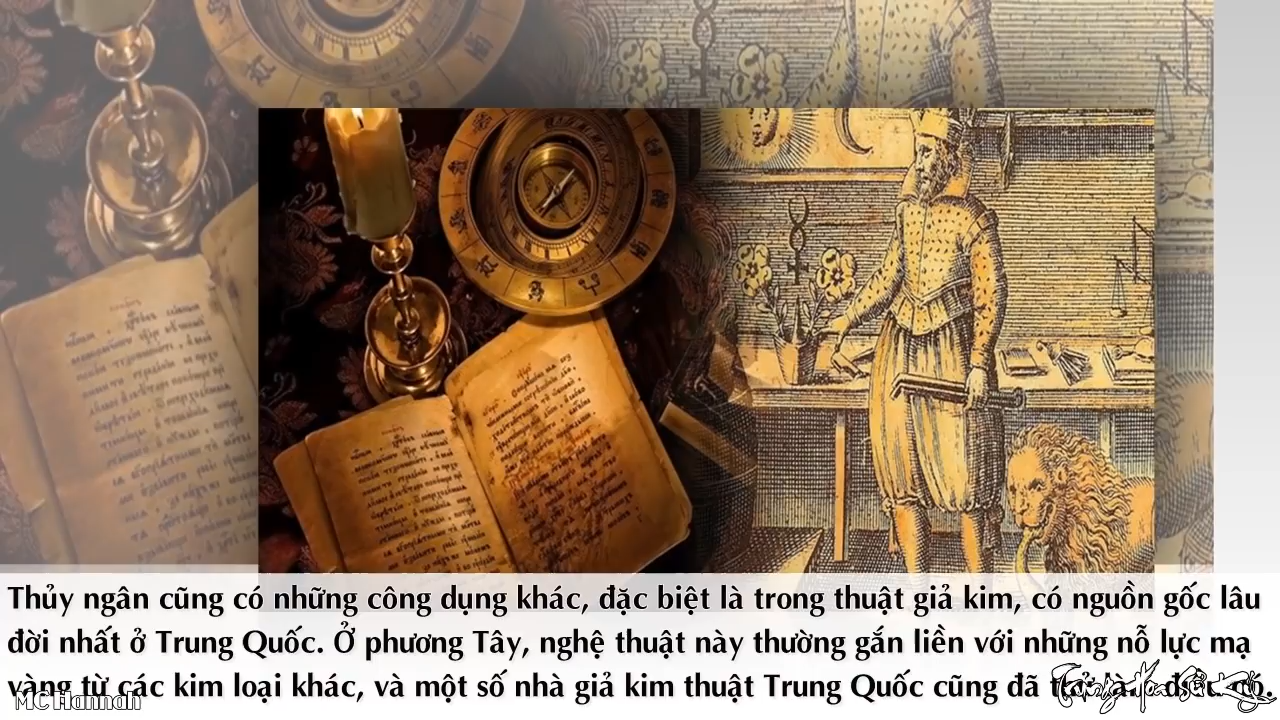 Thủy ngân cũng có những công dụng khác, đặc biệt là trong thuật giả kim, có nguồn gốc lâu
đời nhất ở Trung Quốc. Ở phương Tây, nghệ thuật này thường gắn liền với những nỗ lực mạ
vàng từ các kim loại khác, và một số nhà giả kim thuật Trung Quốc cũng đã
MC Hannah